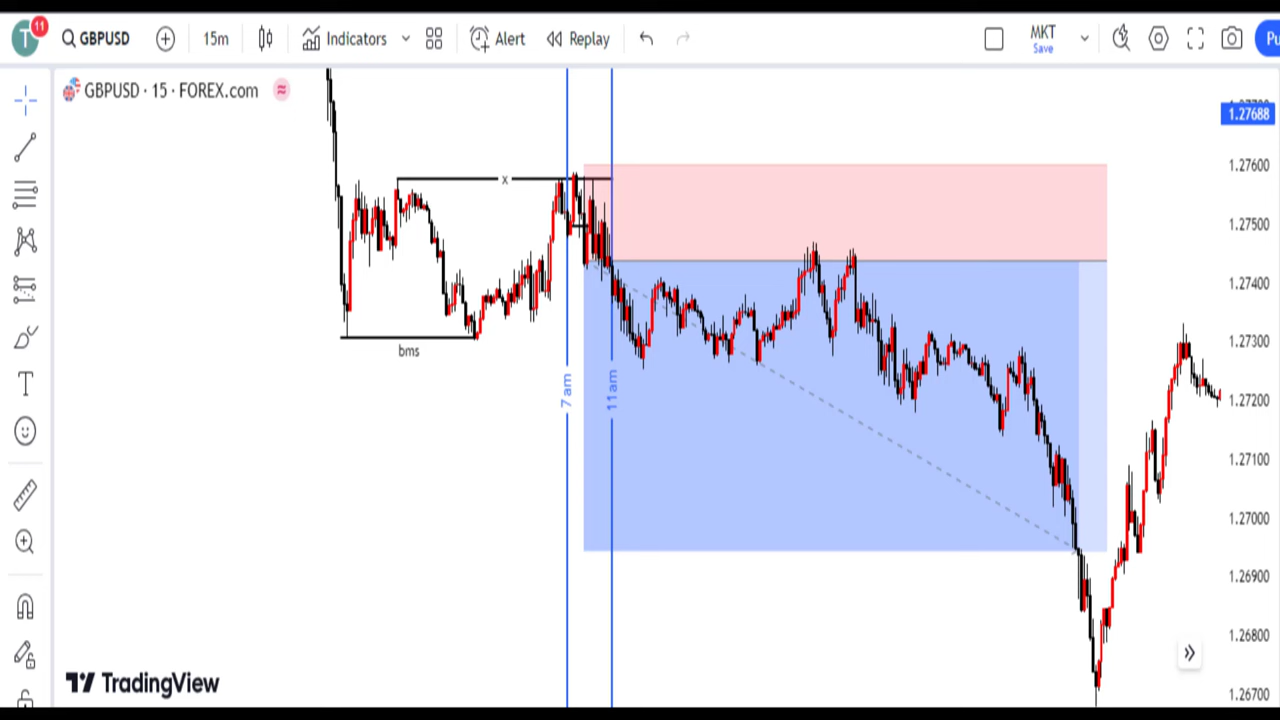 T 11 GBPUSD 15m Indicators Alert Replay MKT Save Pu
GBPUSD · 15 · FOREX.com
1.27688
1.27600
x
1.27500
1.27400
1.27300
bms
7 am
11am
1.27200
1.27100
1.27000
1.26900
1.26800
TradingView
1.26700